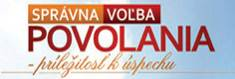 SPRÁVNA VOĽBA
POVOLANIA
- príležitosť k úspechu